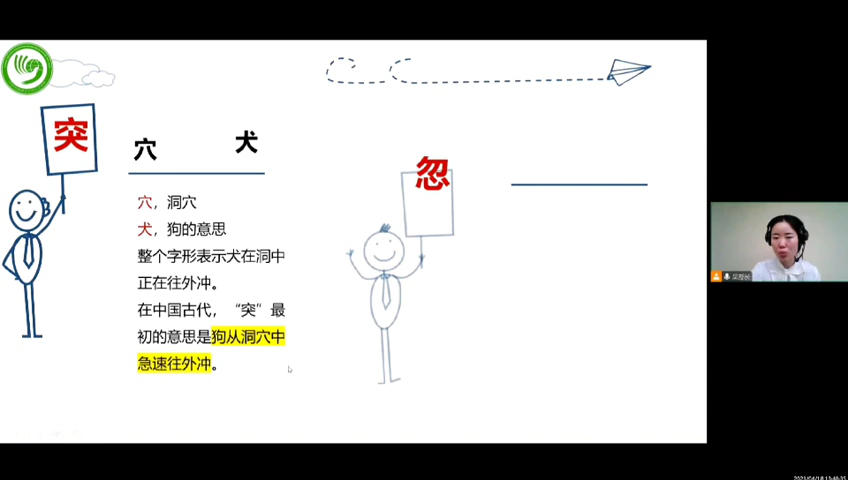 突
穴
犬
穴，洞穴
犬，狗的意思
整个字形表示犬在洞中
正在往外冲。
在中国古代，“突”最
初的意思是狗从洞穴中
急速往外冲。
忽